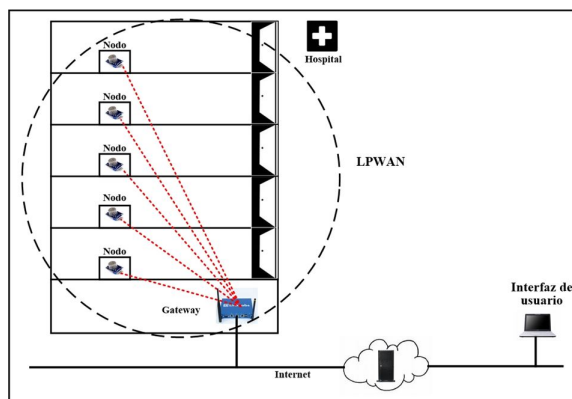 Nodo
Hospital
Nodo
Nodo
LPWAN
Nodo
Nodo
Gateway
Interfaz de
usuario
Internet